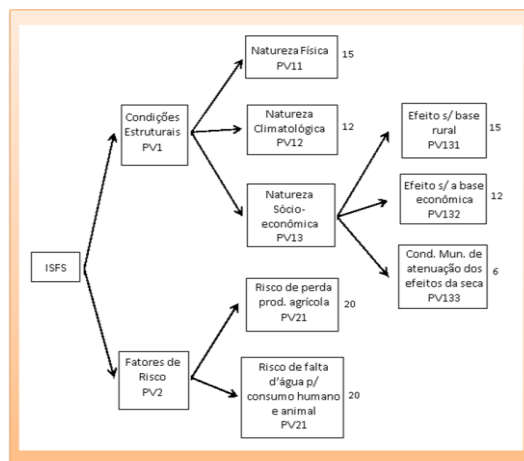 Natureza Física
PV11
15
Condições
Estruturais
PV1
Natureza
Climatológica
PV12
12
Efeito s/ base
rural
PV131
15
Natureza
Sócio-
econômica
PV13
Efeito s/ a base
econômica
PV132
12
Cond. Mun. de
atenuação dos
efeitos da seca
PV133
6
ISFS
Risco de perda
prod. agrícola
PV21
20
Fatores de
Risco
PV2
Risco de falta
d'água p/
consumo humano
e animal
PV21
20